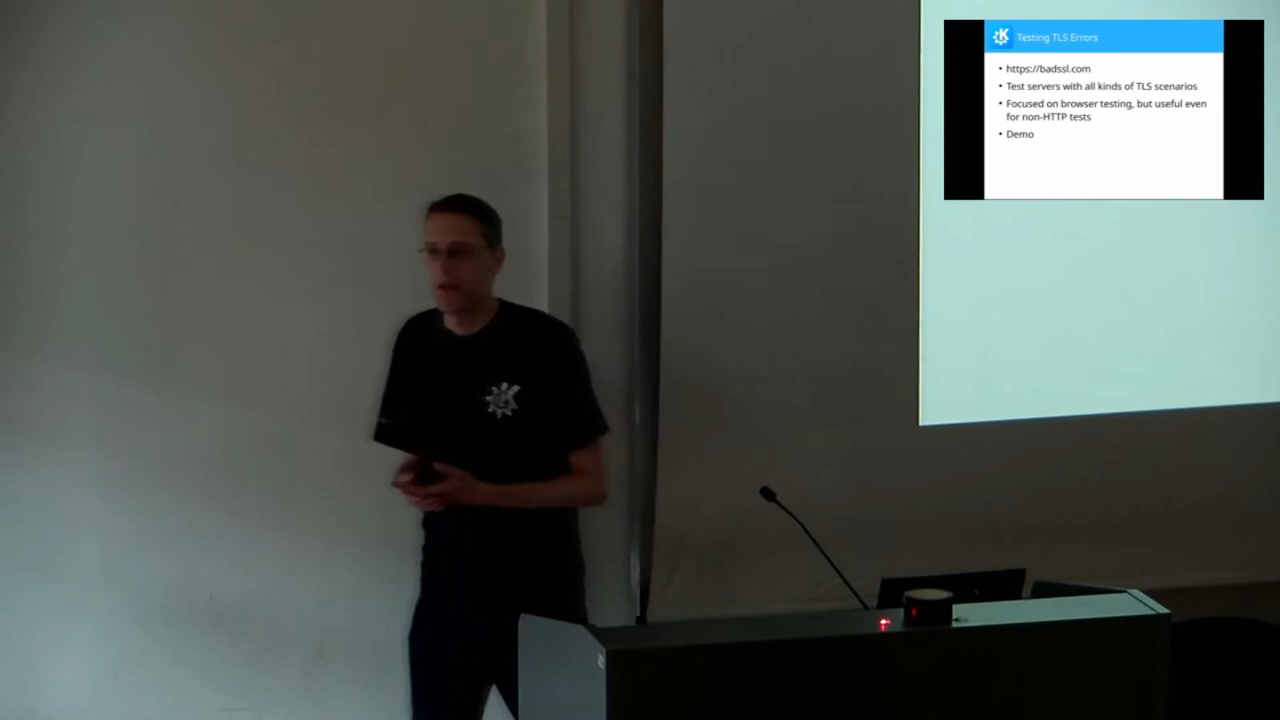 Testing TLS Errors
• https://badssl.com
• Test servers with all kinds of TLS scenarios
• Focused on browser testing, but useful even
for non-HTTP tests
• Demo